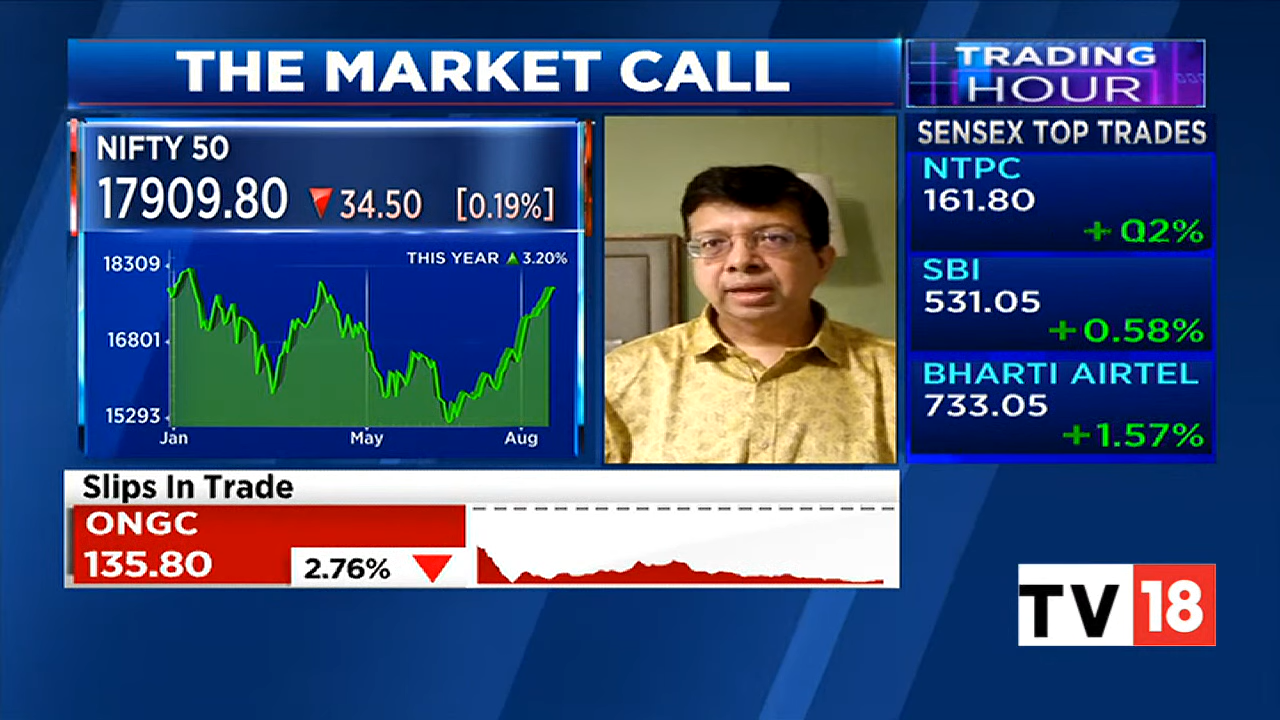 THE MARKET CALL
TRADING
HOUR
NIFTY 50
17909.80 ▼ 34.50 [0.19%]
THIS YEAR ▲ 3.20%
18309
16801
15293
Jan May Aug
SENSEX TOP TRADES
NTPC
161.80
+ 02%
SBI
531.05
+0.58%
BHARTI AIRTEL
733.05
+1.57%
Slips In Trade
ONGC
135.80 2.76% ▼
TV18